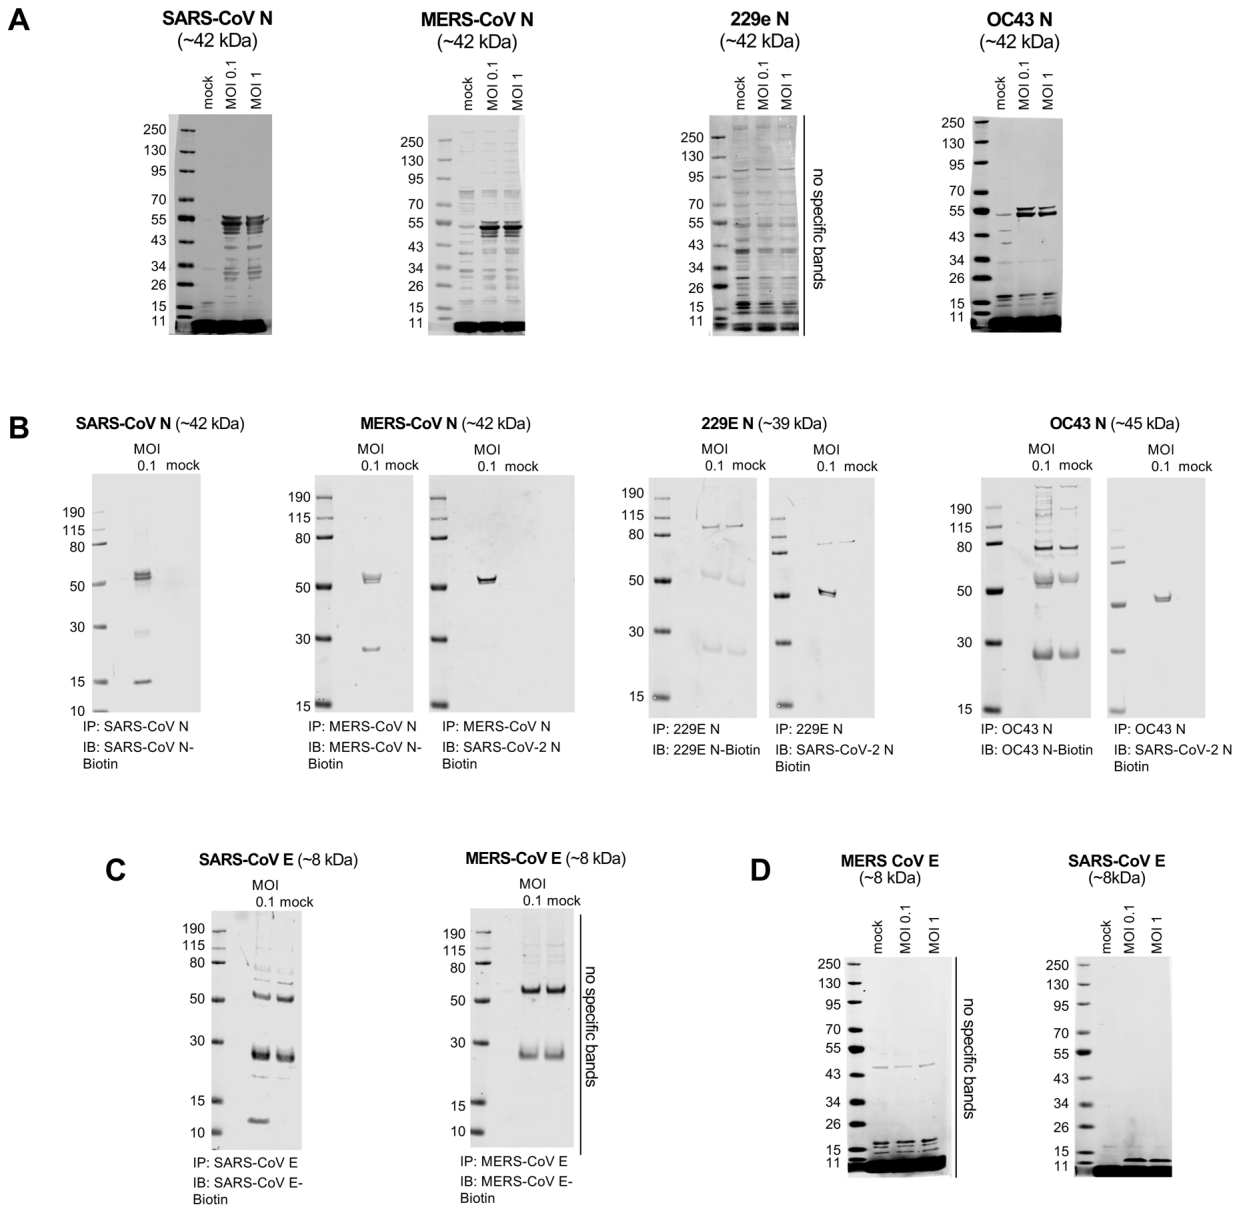 A
SARS-CoV N
(~42 kDa)
mock
MOI 0.1
MOI 1
250
130
95
70
55
43
34
26
15
11
MERS-CoV N
(~42 kDa)
mock
MOI 0.1
MOI 1
250
130
95
70
55
43
34
26
15
11
229e N
(~42 kDa)
mock
MOI 0.1
MOI 1
250
130
95
70
55
43
34
26
15
11
no specific bands
OC43 N
(~42 kDa)
mock
MOI 0.1
MOI 1
250
130
95
70
55
43
34
26
15
11
B
SARS-CoV N (~42 kDa)
MOI
0.1 mock
190
115
80
50
30
15
10
IP: SARS-CoV N
IB: SARS-CoV N-
Biotin
MERS-CoV N (~42 kDa)
MOI
0.1 mock
190
115
80
50
30
15
IP: MERS-CoV N
IB: MERS-CoV N-
Biotin
MOI
0.1 mock
IP: MERS-CoV N
IB: SARS-CoV-2 N
Biotin
229E N (~39 kDa)
MOI
0.1 mock
190
115
80
50
30
15
IP: 229E N
IB: 229E N-Biotin
MOI
0.1 mock
IP: 229E N
IB: SARS-CoV-2 N
Biotin
OC43 N (~45 kDa)
MOI
0.1 mock
190
115
80
50
30
15
IP: OC43 N
IB: OC43 N-Biotin
MOI
0.1 mock
IP: OC43 N
IB: SARS-CoV-2 N
Biotin
C
SARS-CoV E (~8 kDa)
MOI
0.1 mock
190
115
80
50
30
15
10
IP: SARS-CoV E
IB: SARS-CoV E-
Biotin
MERS-CoV E (~8 kDa)
MOI
0.1 mock
190
115
80
50
30
15
10
no specific bands
IP: MERS-CoV E
IB: MERS-CoV E-
Biotin
D
MERS CoV E
(~8 kDa)
mock
MOI 0.1
MOI 1
250
130
95
70
55
43
34
26
15
11
no specific bands
SARS-CoV E
(~8kDa)
mock
MOI 0.1
MOI 1
250
130
95
70
55
43
34
26
15
11